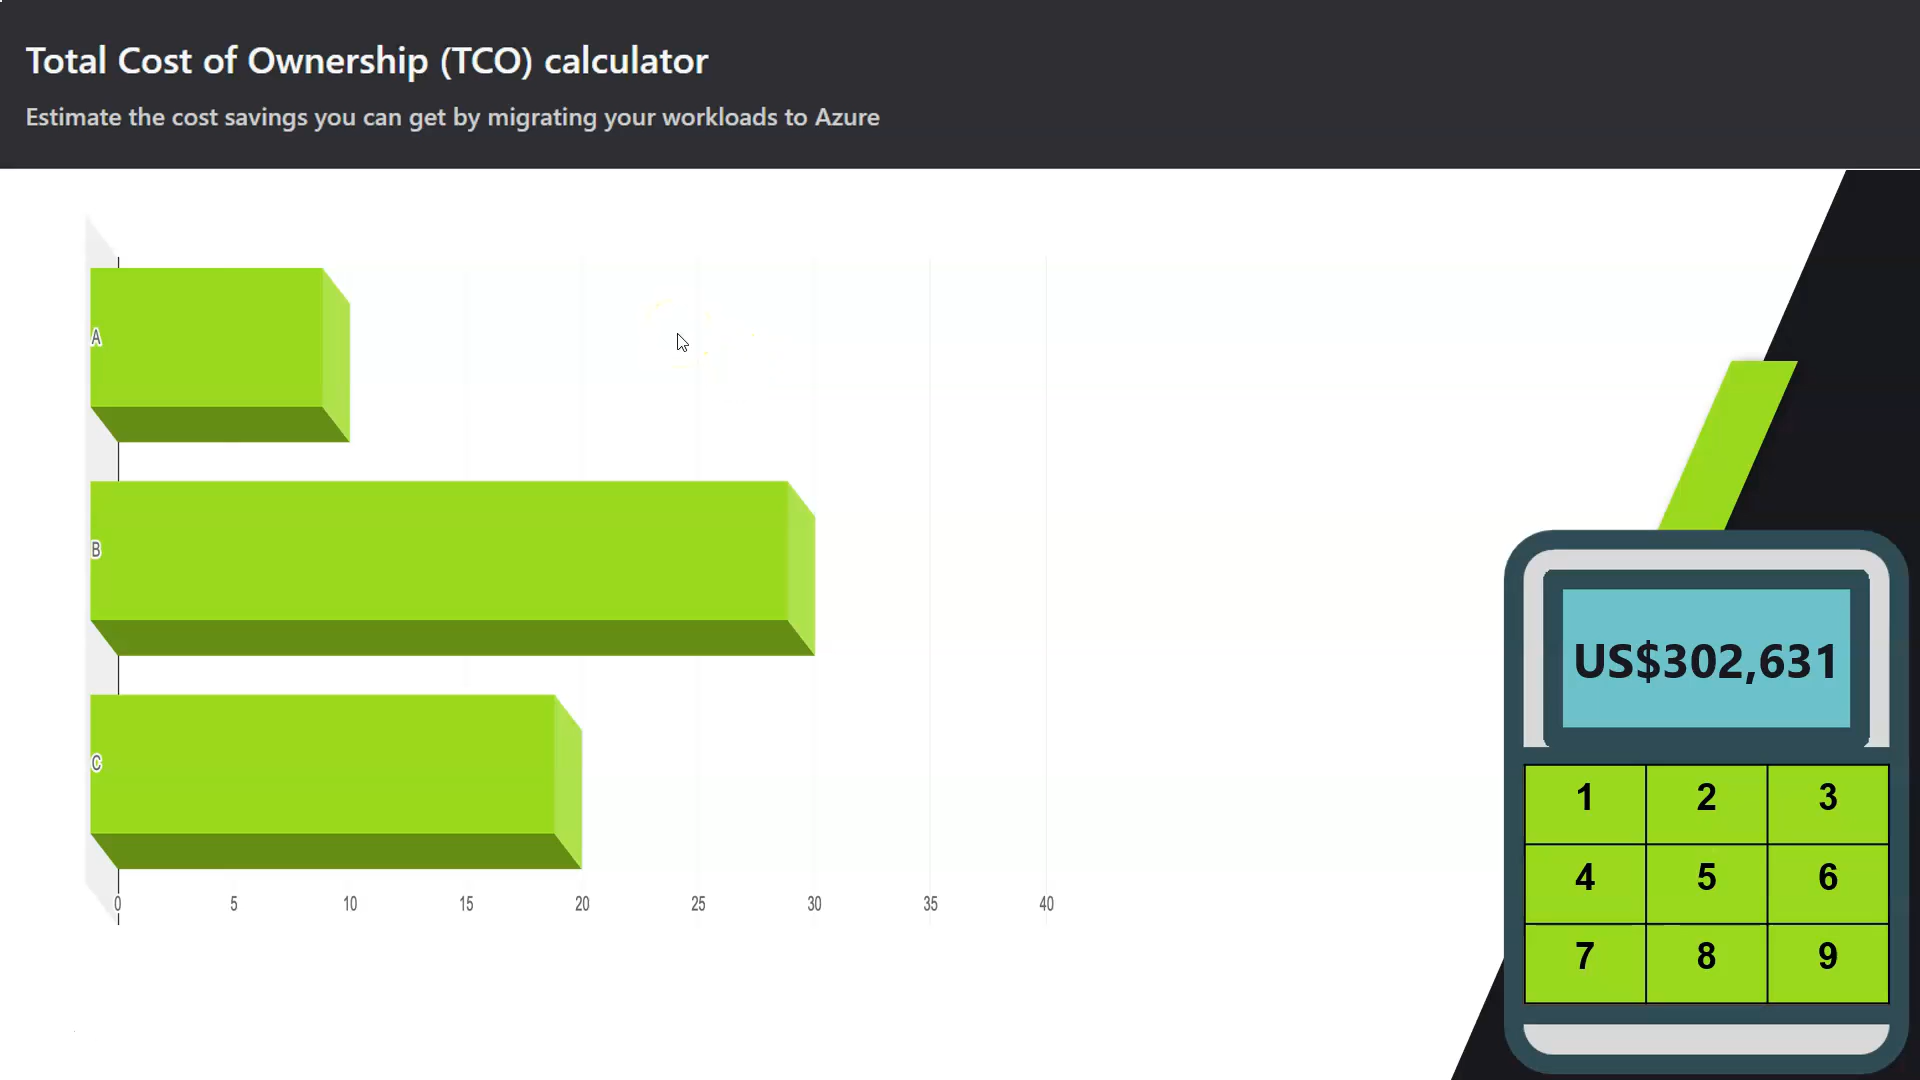 Total Cost of Ownership (TCO) calculator
Estimate the cost savings you can get by migrating your workloads to Azure
A
B
C
0 5 10 15 20 25 30 35 40
US$302,631
1 2 3
4 5 6
7 8 9